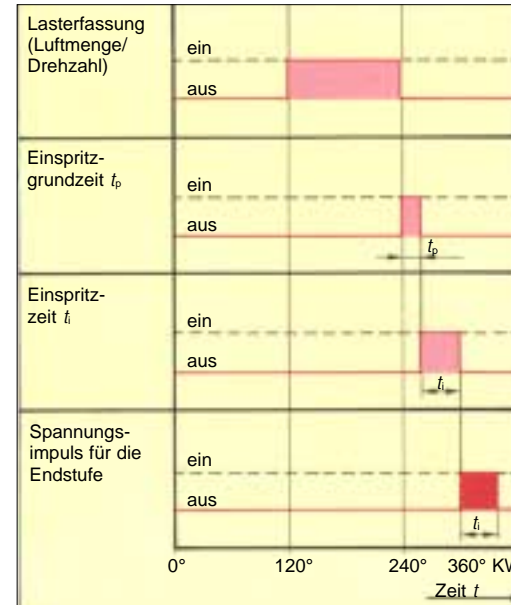 Lasterfassung
(Luftmenge/
Drehzahl)
ein
aus
Einspritz-
grundzeit tp
ein
aus
tp
Einspritz-
zeit ti
ein
aus
ti
Spannungs-
impuls für die
Endstufe
ein
aus
ti
0° 120° 240° 360° KW
Zeit t